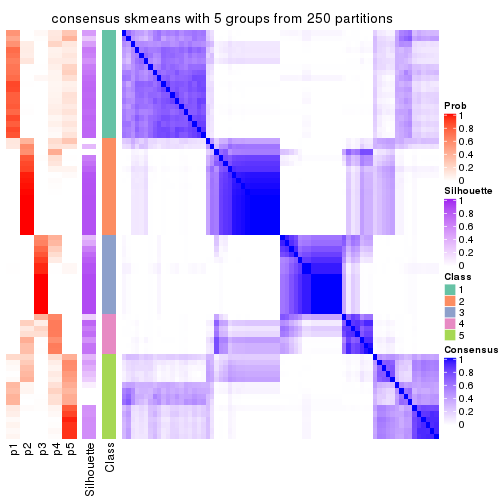 consensus skmeans with 5 groups from 250 partitions
Prob
1
0.8
0.6
0.4
0.2
0
Silhouette
1
0.8
0.6
0.4
0.2
0
Class
1
2
3
4
5
Consensus
1
0.8
0.6
0.4
0.2
0
p1
p2
p3
p4
p5
Silhouette
Class